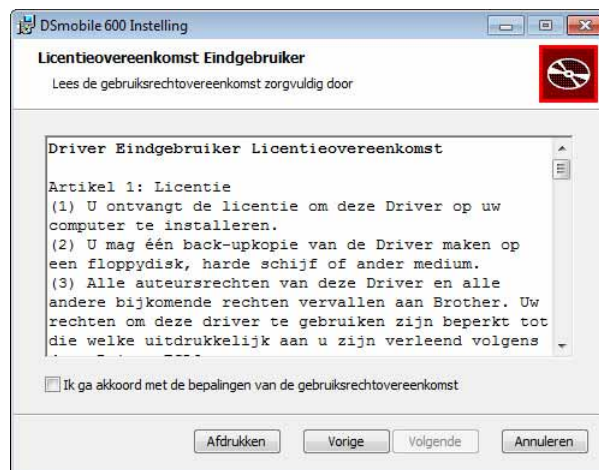 DSmobile 600 Instelling
Licentieovereenkomst Eindgebruiker
Lees de gebruiksrechtovereenkomst zorgvuldig door
Driver Eindgebruiker Licentieovereenkomst
Artikel 1: Licentie
(1) U ontvangt de licentie om deze Driver op uw
computer te installeren.
(2) U mag één back-upkopie van de Driver maken op
een floppydisk, harde schijf of ander medium.
(3) Alle auteursrechten van deze Driver en alle
andere bijkomende rechten vervallen aan Brother. Uw
rechten om deze driver te gebruiken zijn beperkt tot
die welke uitdrukkelijk aan u zijn verleend volgens
Ik ga akkoord met de bepalingen van de gebruiksrechtovereenkomst
Afdrukken
Vorige
Volgende
Annuleren